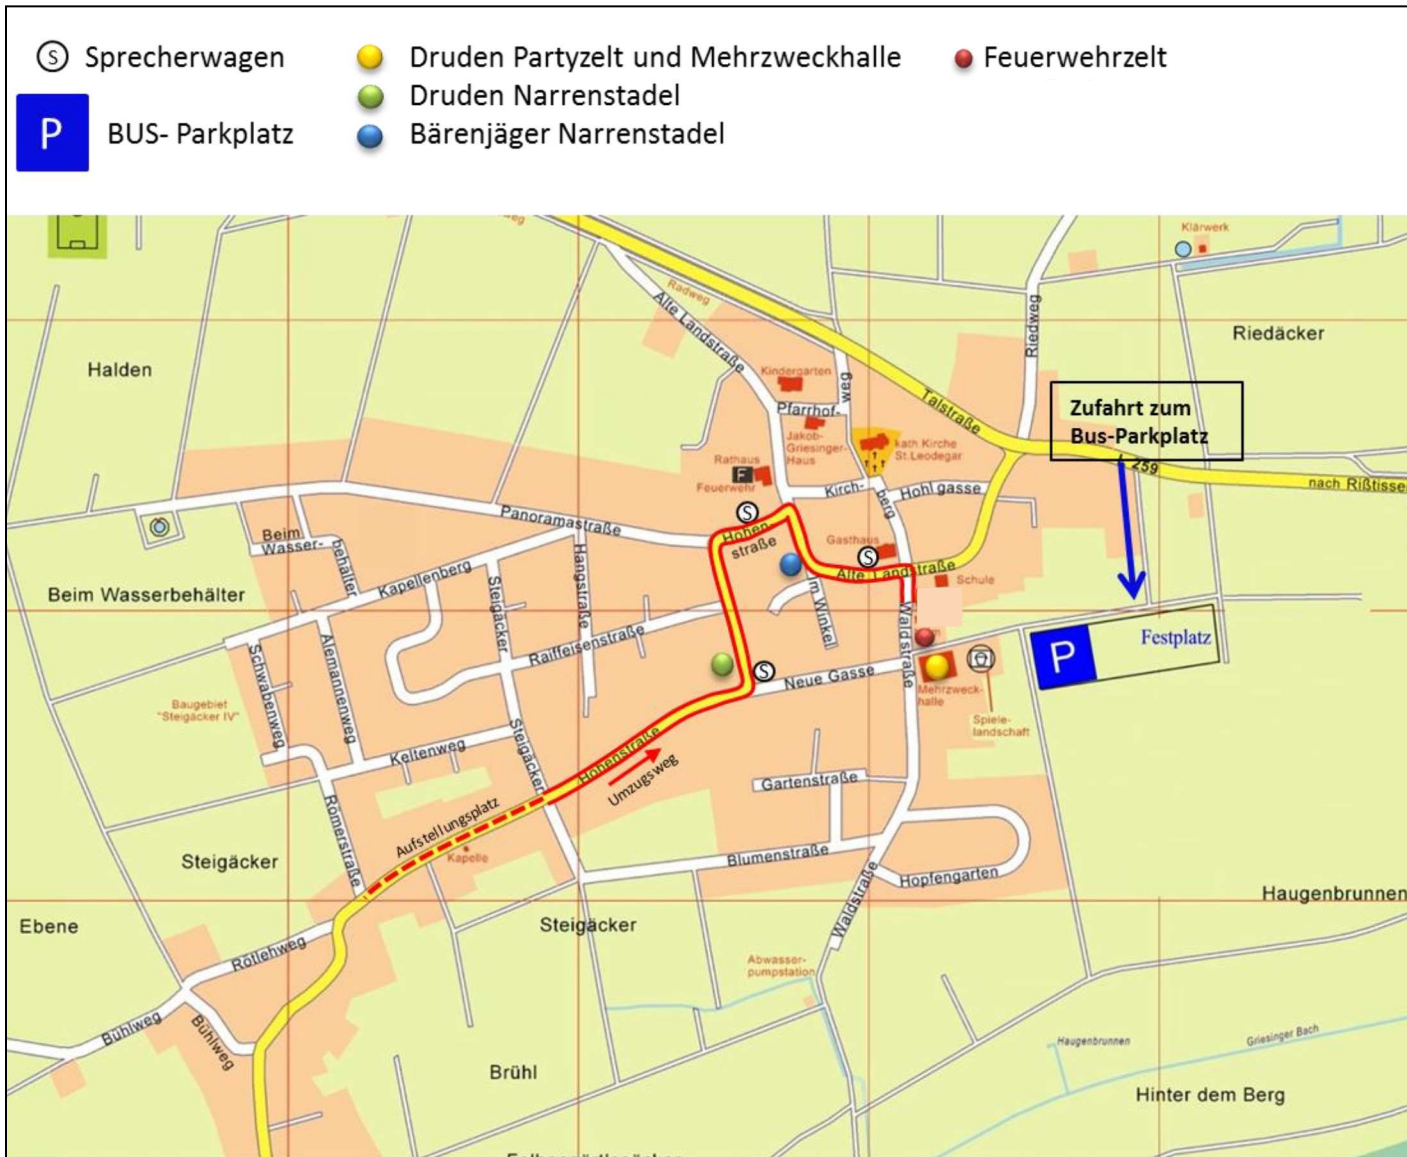 S Sprecherwagen
Druden Partyzelt und Mehrzweckhalle
Feuerwehrzelt
Druden Narrenstadel
P BUS- Parkplatz
Bärenjäger Narrenstadel
Klärwerk
Radweg
Alte Landstraße
Riedweg
Riedäcker
Halden
Kindergarten
Pfarrhof-
weg
Talstraße
Zufahrt zum
Bus-Parkplatz
Jakob-
Griesinger-
Haus
kath. Kirche
St.Leodegar
Rathaus
F
Feuerwehr
259
nach Rißtisse
Kirch-
berg
Hohlgasse
Panoramastraße
S
Hohen
straße
Beim
Wasser-
behälter
Gasthaus
S
Alte Landstraße
Schule
Kapellenberg
Hangstraße
Steigäcker
Beim Wasserbehälter
m Winkel
Waldstraße
Raiffeisenstraße
Alemannenweg
Schwabenweg
Festplatz
P
S
Neue Gasse
Mehrzweck-
halle
Baugebiet
"Steigäcker IV"
Spiele-
landschaft
Steigäcker
Keltenweg
Hohenstraße
Umzugsweg
Gartenstraße
Römerstraße
Aufstellungsplatz
Kapelle
Steigäcker
Blumenstraße
Hopfengarten
Waldstraße
Haugenbrunnen
Ebene
Steigäcker
Rötlehweg
Abwasser-
pumpstation
Bühlweg
Bühlweg
Haugenbrunnen
Griesinger Bach
Brühl
Hinter dem Berg